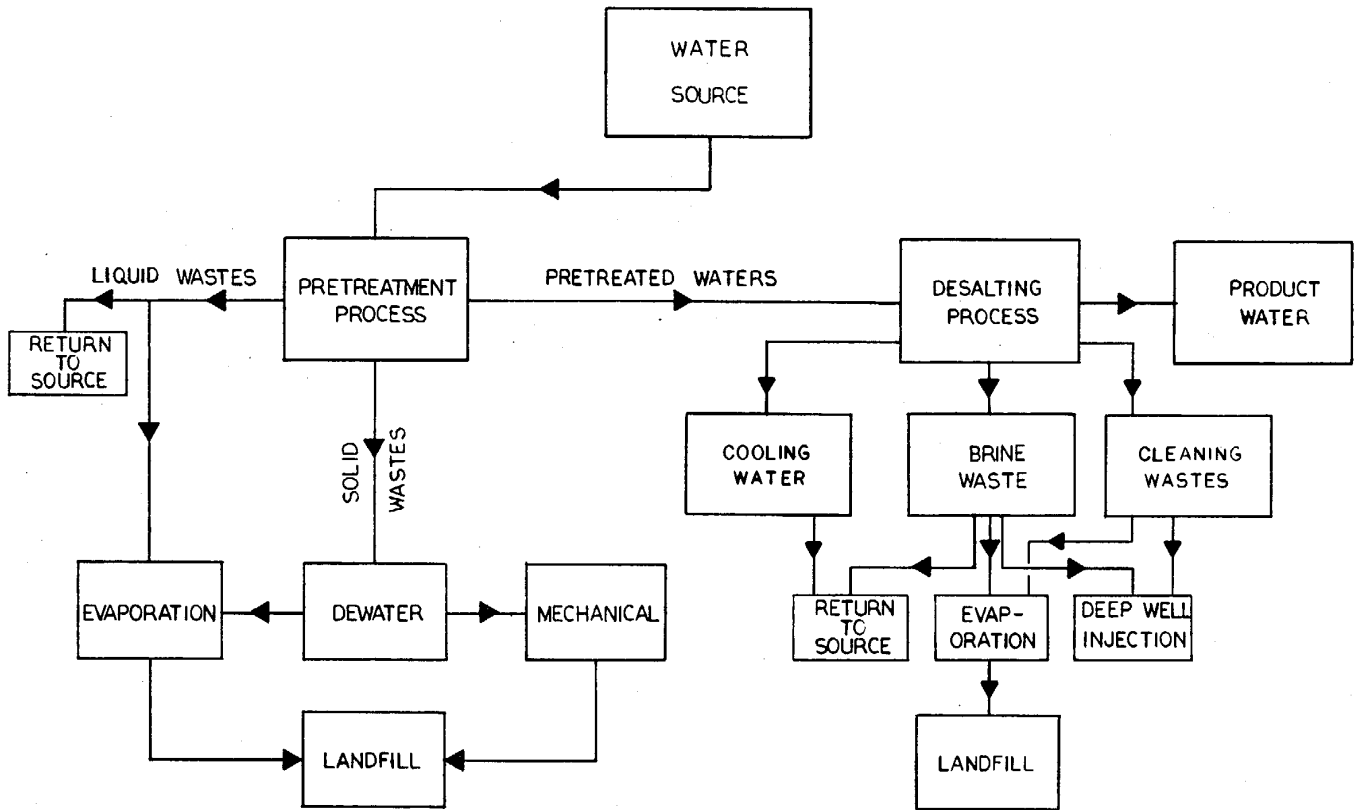 WATER
SOURCE
LIQUID WASTES
PRETREATMENT
PROCESS
PRETREATED WATERS
DESALTING
PROCESS
PRODUCT
WATER
RETURN
TO
SOURCE
SOLID
WASTES
COOLING
WATER
BRINE
WASTE
CLEANING
WASTES
EVAPORATION
DEWATER
MECHANICAL
RETURN
TO
SOURCE
EVAP-
ORATION
DEEP WELL
INJECTION
LANDFILL
LANDFILL